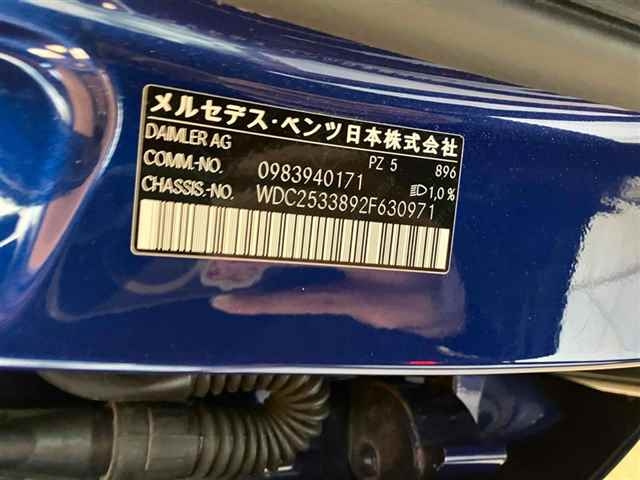 メルセデス・ベンツ日本株式会社
DAIMLER AG PZ 5 896
COMM.-NO. 0983940171 1,0%
CHASSIS.-NO. WDC2533892F630971